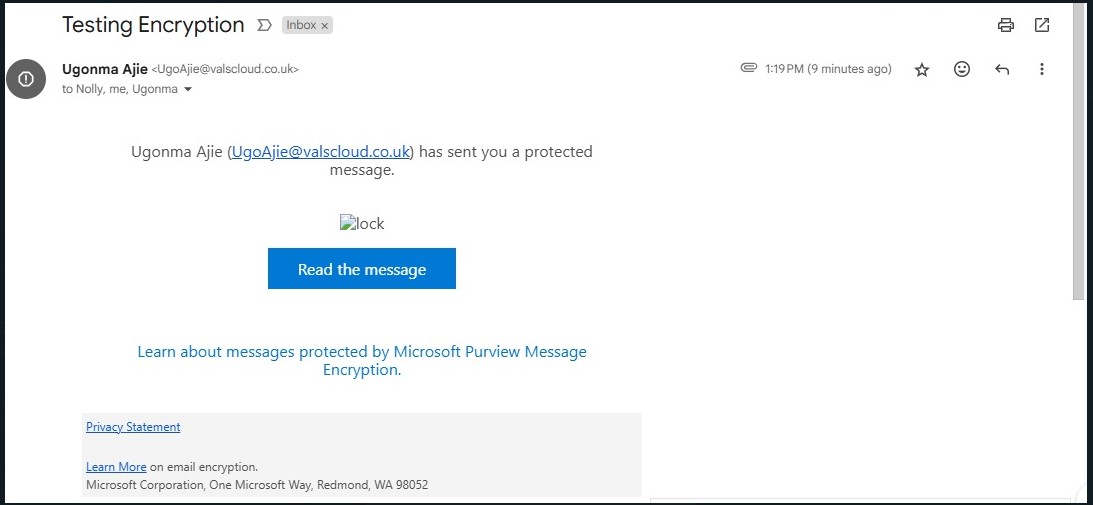 Testing Encryption Inbox ×
Ugonma Ajie <UgoAjie@valscloud.co.uk> 1:19 PM (9 minutes ago)
to Nolly, me, Ugonma
Ugonma Ajie (UgoAjie@valscloud.co.uk) has sent you a protected
message.
lock
Read the message
Learn about messages protected by Microsoft Purview Message
Encryption.
Privacy Statement
Learn More on email encryption.
Microsoft Corporation, One Microsoft Way, Redmond, WA 98052